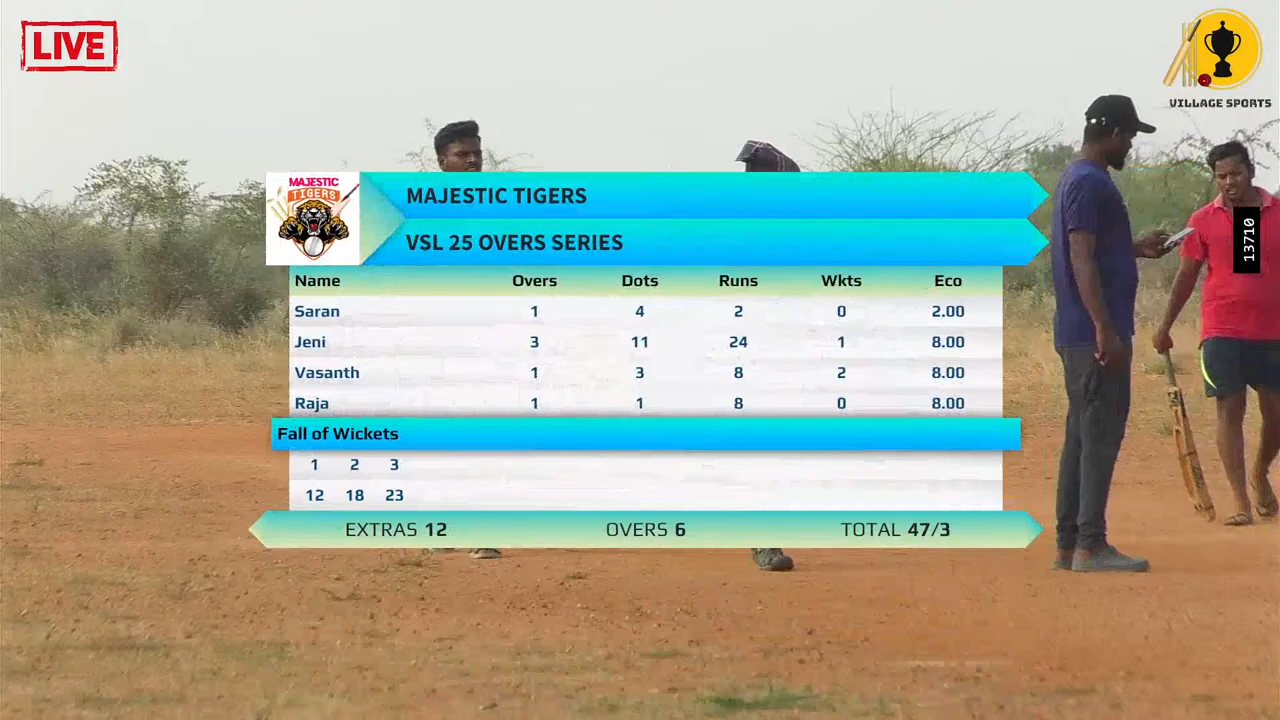 LIVE
VILLAGE SPORTS
MAJESTIC
TIGERS
MAJESTIC TIGERS
VSL 25 OVERS SERIES
Name Overs Dots Runs Wkts Eco
Saran 1 4 2 0 2.00
Jeni 3 11 24 1 8.00
Vasanth 1 3 8 2 8.00
Raja 1 1 8 0 8.00
Fall of Wickets
1 2 3
12 18 23
EXTRAS 12 OVERS 6 TOTAL 47/3
13710